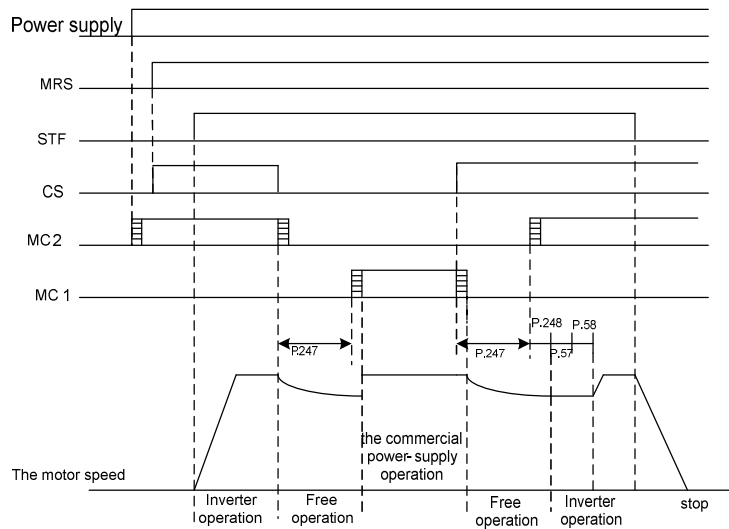 Power supply
MRS
STF
CS
MC 2
MC 1
P.248
P.58
P.247
P.247
P.57
the commercial
power- supply
operation
The motor speed
Inverter
operation
Free
operation
Free
operation
Inverter
operation
stop